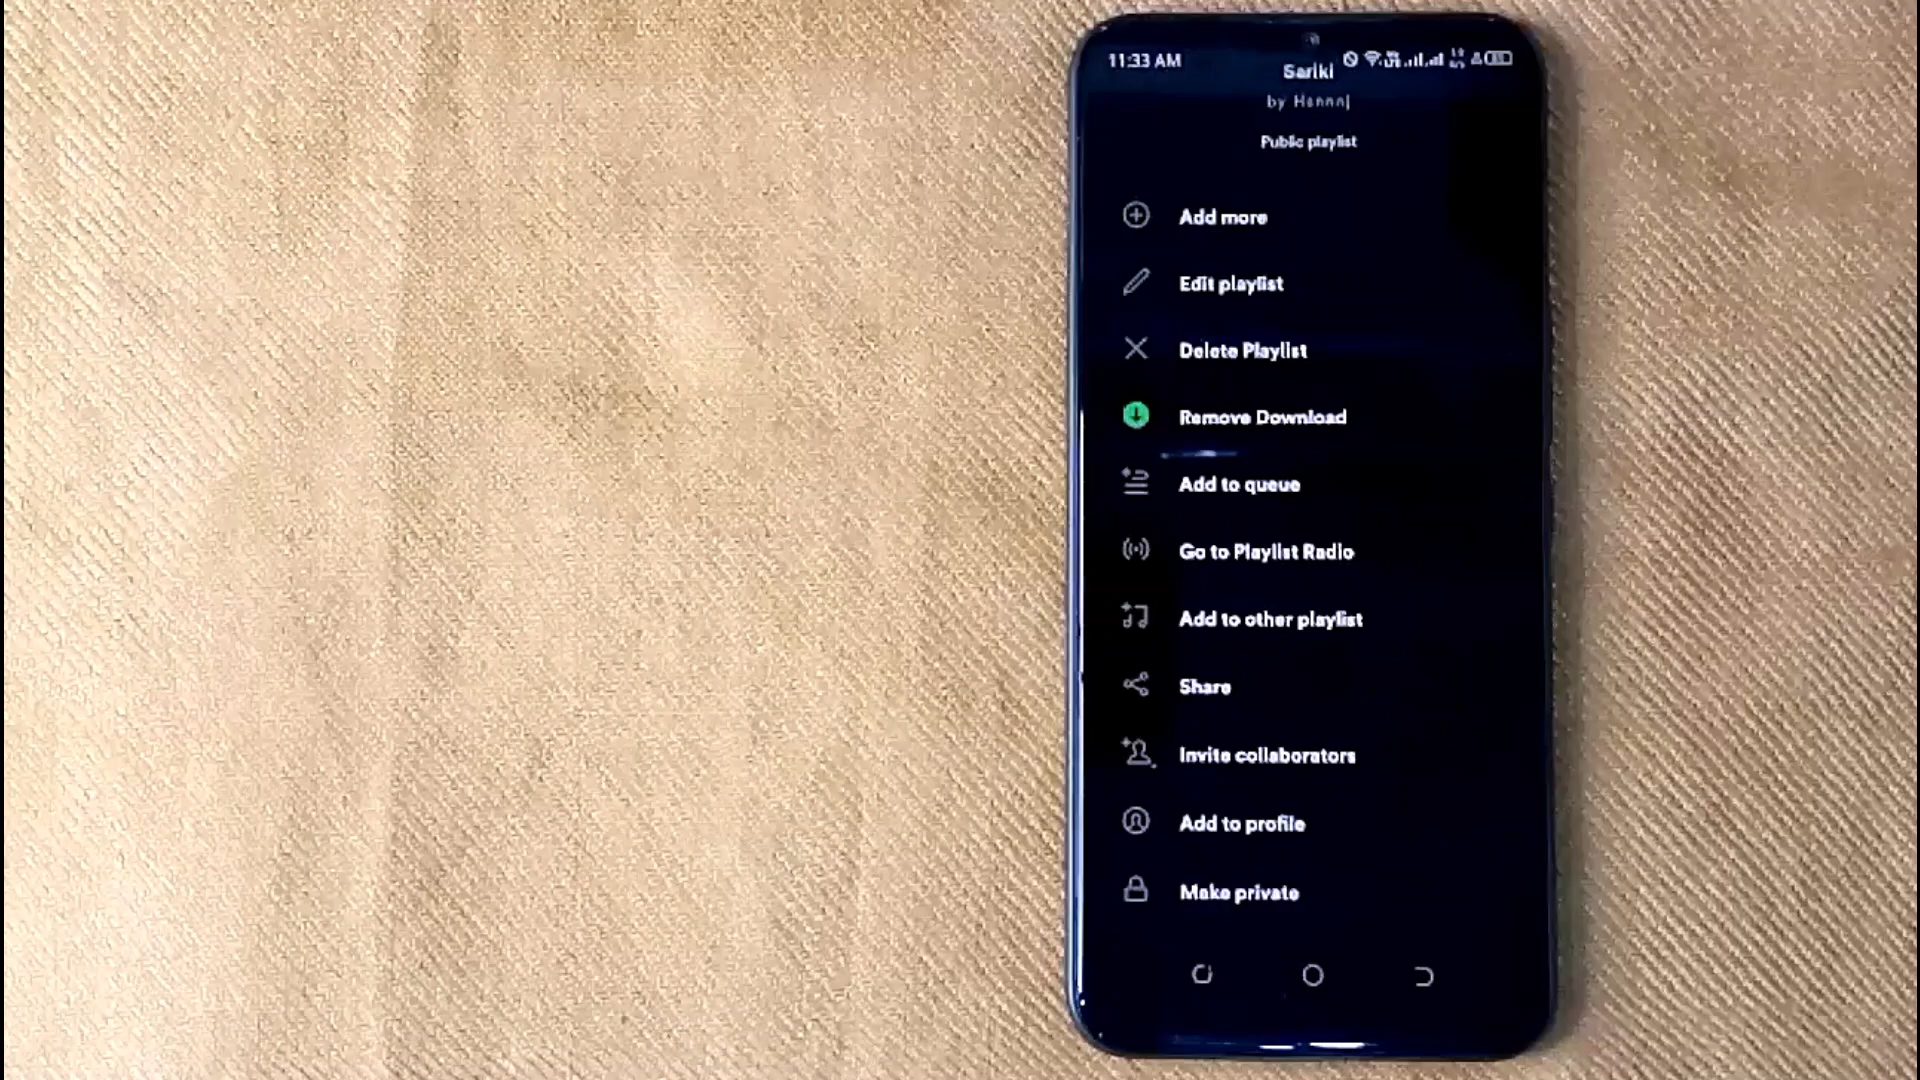 11:33 AM
Sariki
by
Public playlist
Add more
Edit playlist
Delete Playlist
Remove Download
Add to queue
Go to Playlist Radio
Add to other playlist
Share
Invite collaborators
Add to profile
Make private